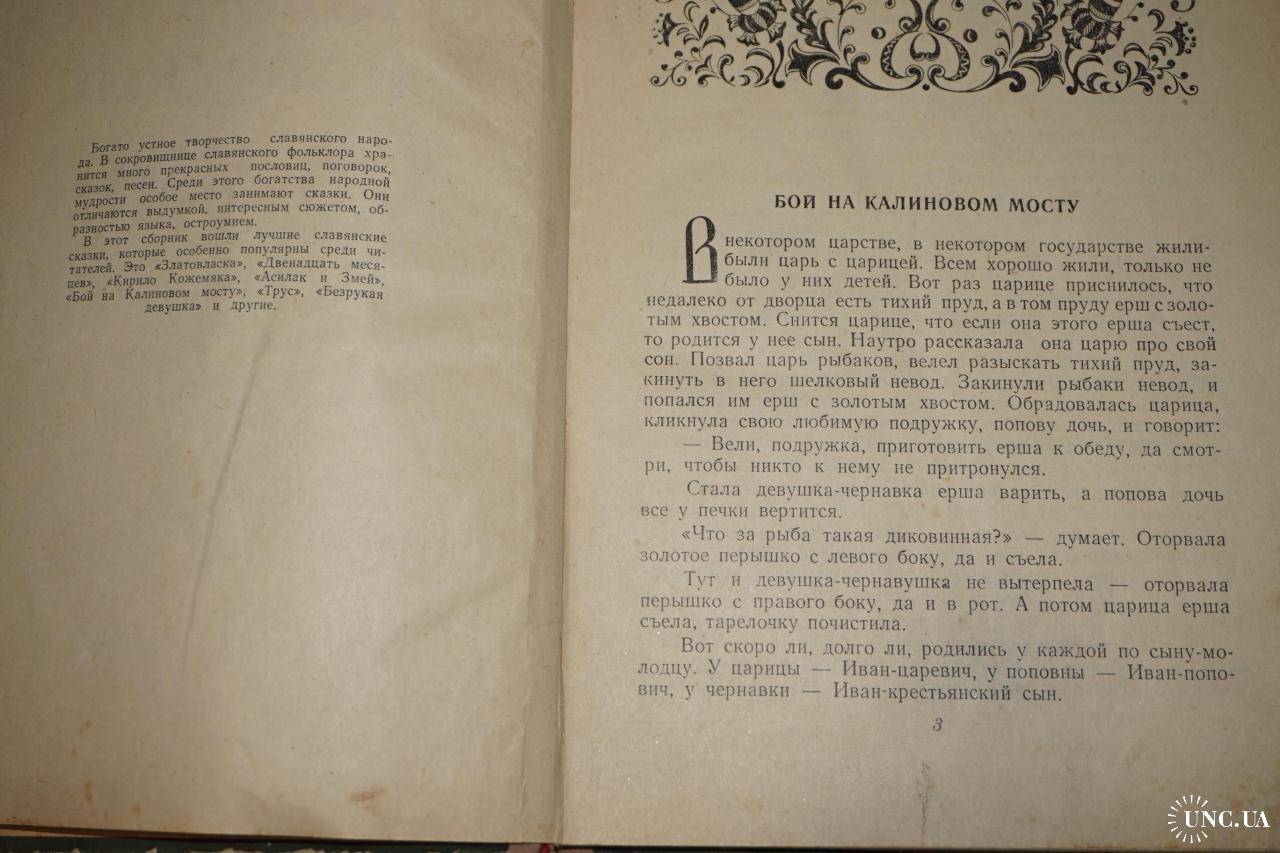 Богато устное творчество славянского наро-
да. В сокровищнице славянского фольклора хра-
нятся много прекрасных пословиц, поговорок,
сказок, песен. Среди этого богатства народной
мудрости особое место занимают сказки. Они
отличаются выдумкой, интересным сюжетом, об-
разностью языка, остроумием.
В этот сборник вошли лучшие славянские
сказки, которые особенно популярны среди чи-
тателей. Это «Златовласка», «Двенадцать меся-
цев», «Кирило Кожемяка», «Асилак и Змей»,
«Бой на Калиновом мосту», «Трус», «Безрукая
девушка» и другие.
БОЙ НА КАЛИНОВОМ МОСТУ
В некотором царстве, в некотором государстве жили-
были царь с царицей. Всем хорошо жили, только не
было у них детей. Вот раз царице приснилось, что
недалеко от дворца есть тихий пруд, а в том пруду ерш с золо-
тым хвостом. Снится царице, что если она этого ерша съест,
то родится у нее сын. Наутро рассказала она царю про свой
сон. Позвал царь рыбаков, велел разыскать тихий пруд, за-
кинуть в него шелковый невод. Закинули рыбаки невод, и
попался им ерш с золотым хвостом. Обрадовалась царица,
кликнула свою любимую подружку, попову дочь, и говорит:
— Вели, подружка, приготовить ерша к обеду, да смот-
ри, чтобы никто к нему не притронулся.
Стала девушка-чернавка ерша варить, а попова дочь
все у печки вертится.
«Что за рыба такая диковинная?» — думает. Оторвала
золотое перышко с левого боку, да и съела.
Тут и девушка-чернавушка не вытерпела — оторвала
перышко с правого боку, да и в рот. А потом царица ерша
съела, тарелочку почистила.
Вот скоро ли, долго ли, родились у каждой по сыну-мо-
лодцу. У царицы — Иван-царевич, у поповны — Иван-попо-
вич, у чернавки — Иван-крестьянский сын.
3
UNC.UA